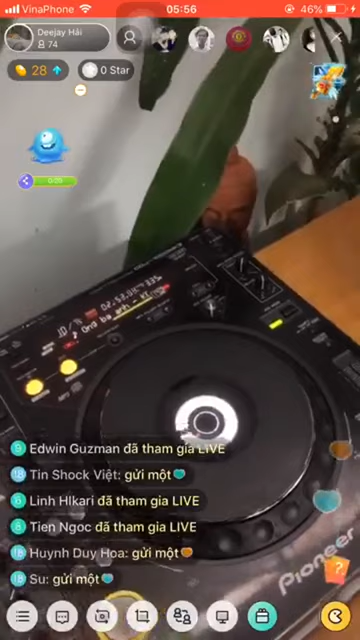 VinaPhone
05:56
46%
Deejay Hải
74
28
0 Star
0/20
Edwin Guzman đã tham gia LIVE
Tin Shock Việt: gửi một
Linh HIkari đã tham gia LIVE
Tien Ngoc đã tham gia LIVE
Huynh Duy Hoa: gửi một
Su: gửi một
Pioneer
?